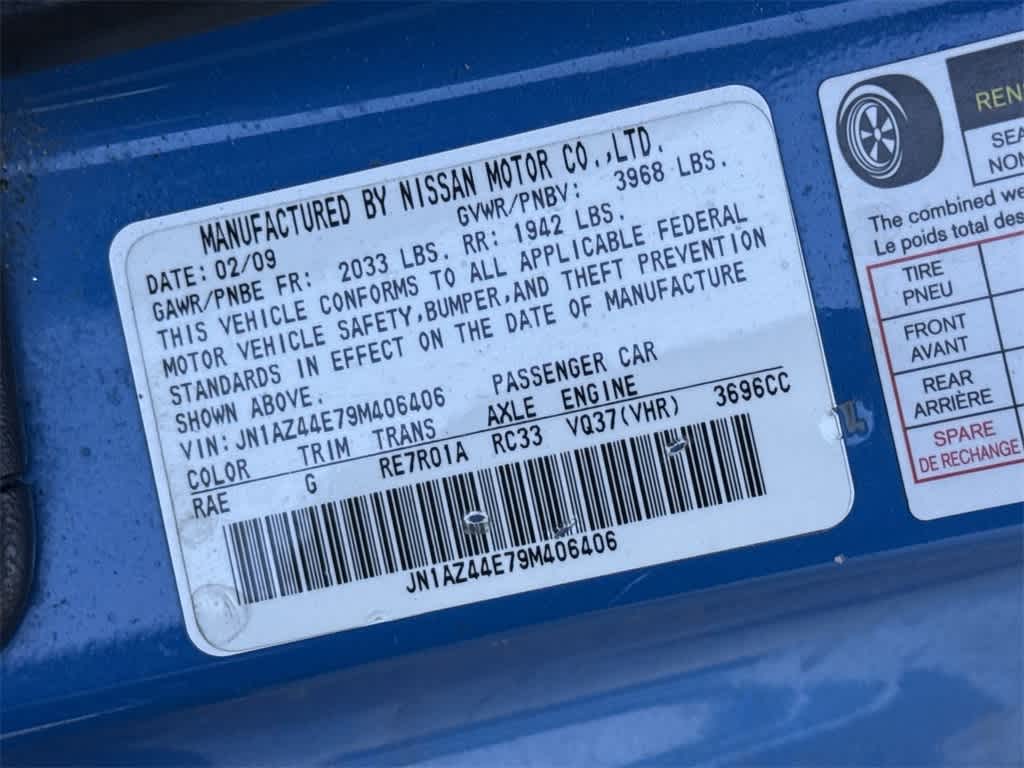 MANUFACTURED BY NISSAN MOTOR CO.,LTD.
DATE:02/09 GVWR/PNBV: 3968 LBS.
GAWR/PNBE FR: 2033 LBS. RR: 1942 LBS.
THIS VEHICLE CONFORMS TO ALL APPLICABLE FEDERAL
MOTOR VEHICLE SAFETY,BUMPER,AND THEFT PREVENTION
STANDARDS IN EFFECT ON THE DATE OF MANUFACTURE
SHOWN ABOVE.
VIN:JN1AZ44E79M406406 PASSENGER CAR
COLOR TRIM TRANS AXLE ENGINE
RAE G RE7R01A RC33 VQ37(VHR) 3696CC
JN1AZ44E79M406406
REN
SEA
NOM
The combined we
Le poids total des
TIRE
PNEU
FRONT
AVANT
REAR
ARRIÈRE
SPARE
DE RECHANGE